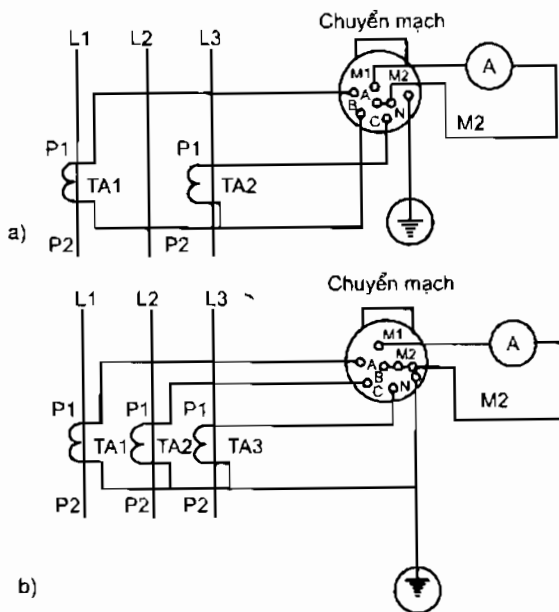 Chuyển mạch
L1 L2 L3
M1 M2 A
A
B N
C
M2
P1 P1
TA1 TA2
a)
P2 P2
Chuyển mạch
L1 L2 L3
M1
A
A M2
B
C N
M2
P1 P1 P1
TA1 TA2 TA3
P2 P2 P2
b)